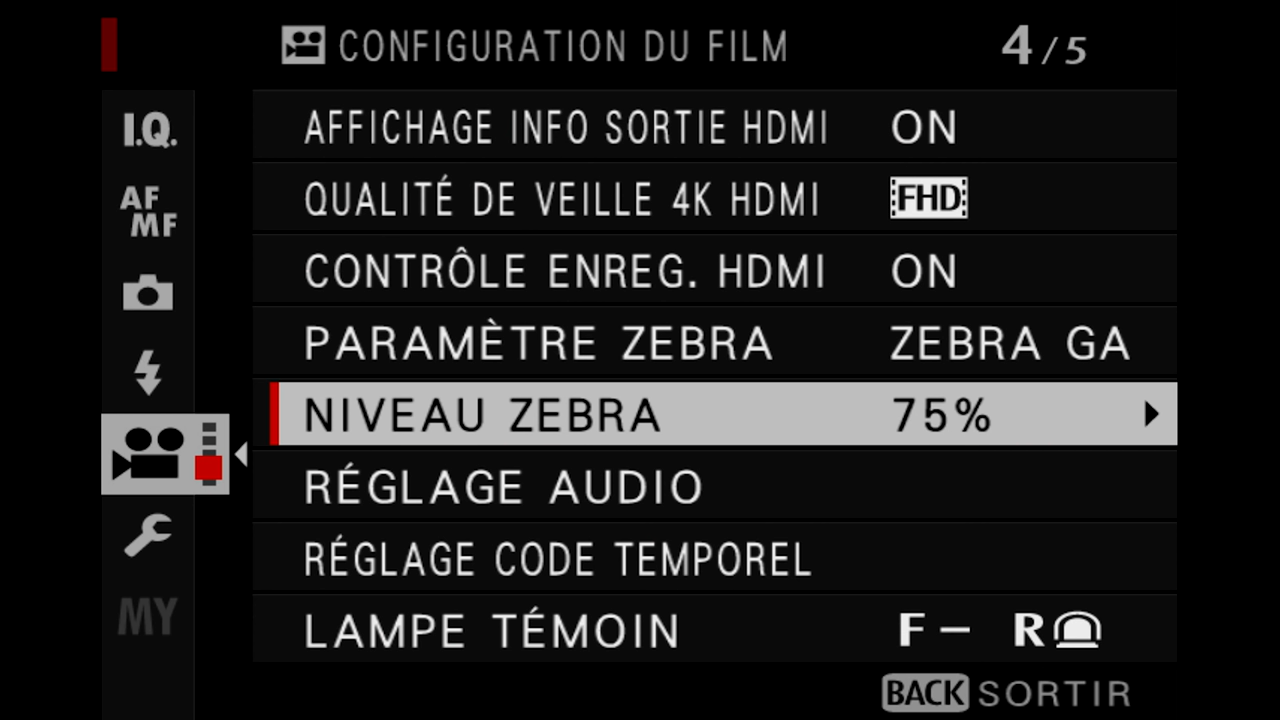 CONFIGURATION DU FILM 4/5
I.Q.
AFFICHAGE INFO SORTIE HDMI ON
AF
MF
QUALITÉ DE VEILLE 4K HDMI FHD
CONTRÔLE ENREG. HDMI ON
PARAMÈTRE ZEBRA ZEBRA GA
NIVEAU ZEBRA 75%
RÉGLAGE AUDIO
RÉGLAGE CODE TEMPOREL
MY
LAMPE TÉMOIN F – R
BACK SORTIR